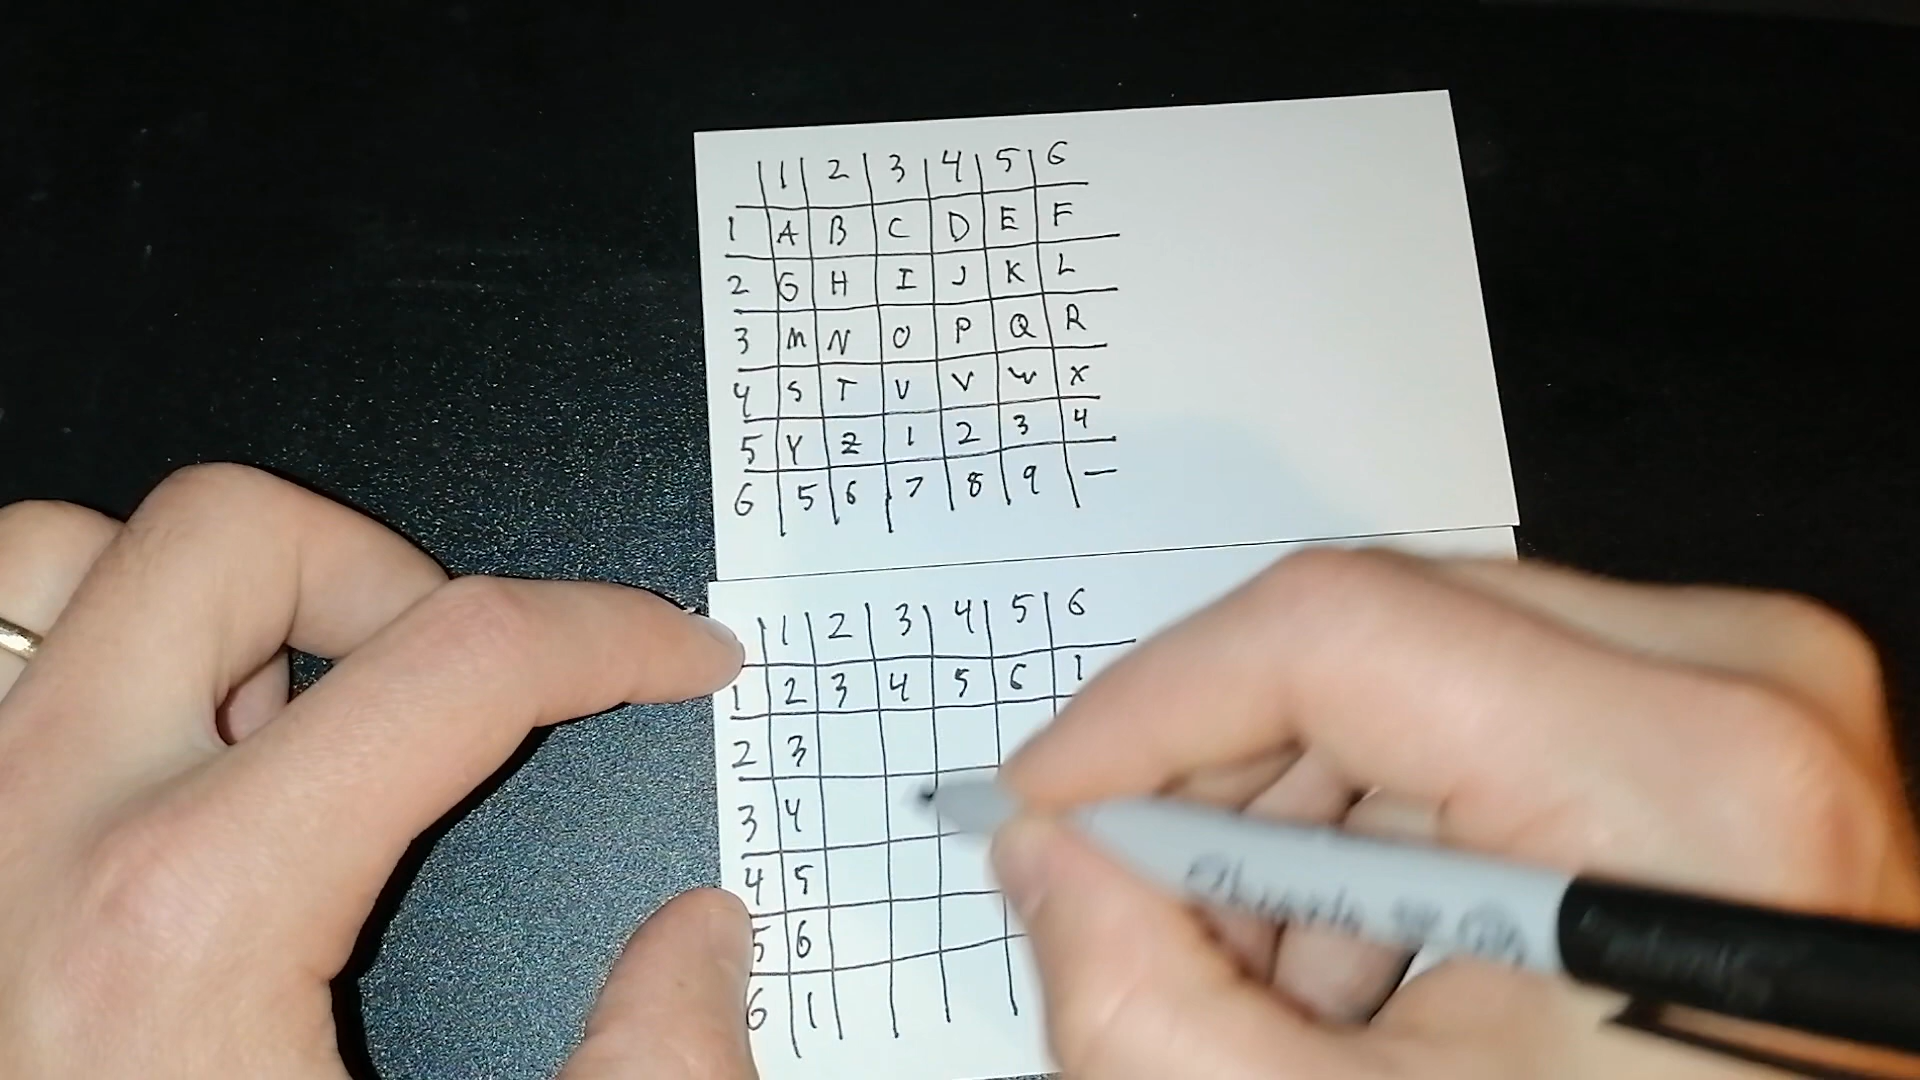 1 2 3 4 5 6
1 A B C D E F
2 G H I J K L
3 M N O P Q R
4 S T U V W X
5 Y Z 1 2 3 4
6 5 6 7 8 9 –
1 2 3 4 5 6
1 2 3 4 5 6 1
2 3
3 4
4 5
5 6
6 1